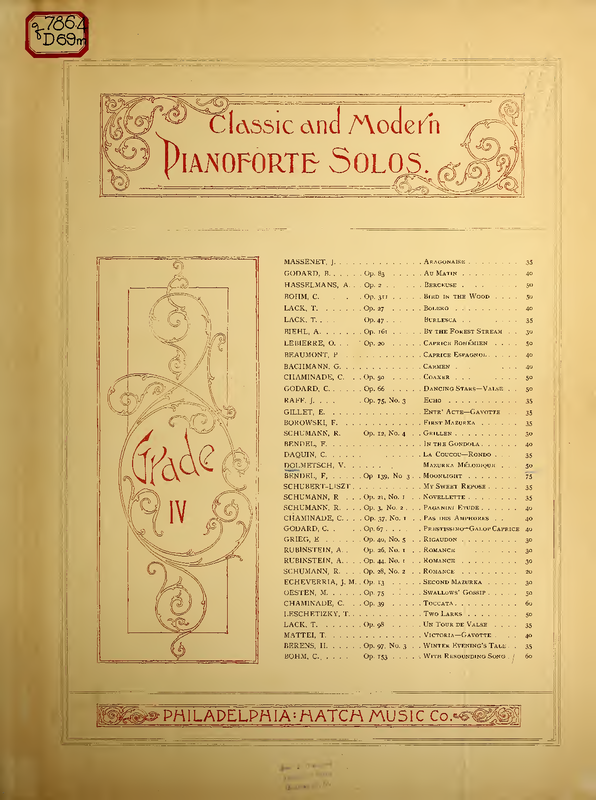 q 786.4
D69m
Classic and Modern
PIANOFORTE SOLOS.
Grade
IV
MASSENET, J. . . . . . . . . . . . . ARAGONAISE . . . . . . 35
GODARD, B. . . . . Op. 83 . . . . . AU MATIN . . . . . . . 40
HASSELMANS, A. . . Op. 2 . . . . . . BERCEUSE . . . . . . . 50
BOHM, C. . . . Op. 311 . . . . . BIRD IN THE WOOD . . . 50
LACK, T. . . . . . Op. 27 . . . . . BOLERO . . . . . . . . 40
LACK, T. . . . . . Op. 47 . . . . . BURLESCA . . . . . . . 35
BIEHL, A. . . . . . Op. 161 . . . . . BY THE FOREST STREAM . 30
LEBIERRE, O. . . . Op. 20 . . . . . CAPRICE BOHÉMIEN . . . 50
BEAUMONT, P . . . . . . . . . . . . CAPRICE ESPAGNOL . . . 40
BACHMANN, G. . . . . . . . . . . . . CARMEN . . . . . . . . 40
CHAMINADE, C. . . Op. 50 . . . . . . COAXER . . . . . . . . 50
GODARD, C. . . . . Op. 66 . . . . . . DANCING STARS—VALSE . . 50
RAFF, J. . . . . . Op. 75, No. 3 . . ECHO . . . . . . . . . 35
GILLET, E. . . . . . . . . . . . . . ENTR' ACTE—GAVOTTE . . 35
BOROWSKI, F. . . . . . . . . . . . . FIRST MAZURKA . . . . . 35
SCHUMANN, R. . . . Op. 12, No. 4 . . GRILLEN . . . . . . . . 30
BENDEL, F. . . . . . . . . . . . . . IN THE GONDOLA . . . . 40
DAQUIN, C. . . . . . . . . . . . . . LA COUCOU—RONDO . . . . 35
DOLMETSCH, V. . . . . . . . . . . . MAZURKA MÉLODIQUE . . . 50
BENDEL, F, . . . . Op 139, No 3 . . MOONLIGHT . . . . . . . 75
SCHUBERT-LISZT . . . . . . . . . . . MY SWEET REPOSE . . . . 35
SCHUMANN, R . . . Op. 21, No. 1 . . NOVELLETTE . . . . . . 35
SCHUMANN, R. . . . Op. 3, No. 2 . . . PAGANINI ETUDE . . . . 40
CHAMINADE, C. . . Op. 37, No. 1 . . PAS DES AMPHORES . . . 40
GODARD, C. . . . . Op. 67 . . . . . . PRESTISSIMO—GALOP CAPRICE 40
GRIEG, E . . . . . Op. 40, No. 5 . . RIGAUDON . . . . . . . 30
RUBINSTEIN, A. . . Op. 26, No. 1 . . ROMANCE . . . . . . . . 30
RUBINSTEIN, A. . . Op. 44, No. 1 . . ROMANCE . . . . . . . . 30
SCHUMANN, R. . . . Op. 28, No. 2 . . ROMANCE . . . . . . . . 20
ECHEVERRIA, J. M. . Op. 13 . . . . . SECOND MAZURKA . . . . 30
OESTEN, M. . . . . Op. 75 . . . . . . SWALLOWS' GOSSIP . . . 50
CHAMINADE, C. . . Op. 39 . . . . . . TOCCATA . . . . . . . . 60
LESCHETIZKY, T. . . . . . . . . . . TWO LARKS . . . . . . . 50
LACK, T. . . . . . Op. 98 . . . . . . UN TOUR DE VALSE . . . 35
MATTEI, T. . . . . . . . . . . . . . VICTORIA—GAVOTTE . . . 40
BERENS, H. . . . . Op. 97, No. 3 . . WINTER EVENING'S TALE . 35
BOHM, C. . . . . . Op. 153 . . . . . WITH RESOUNDING SONG . 60
PHILADELPHIA: HATCH MUSIC CO.